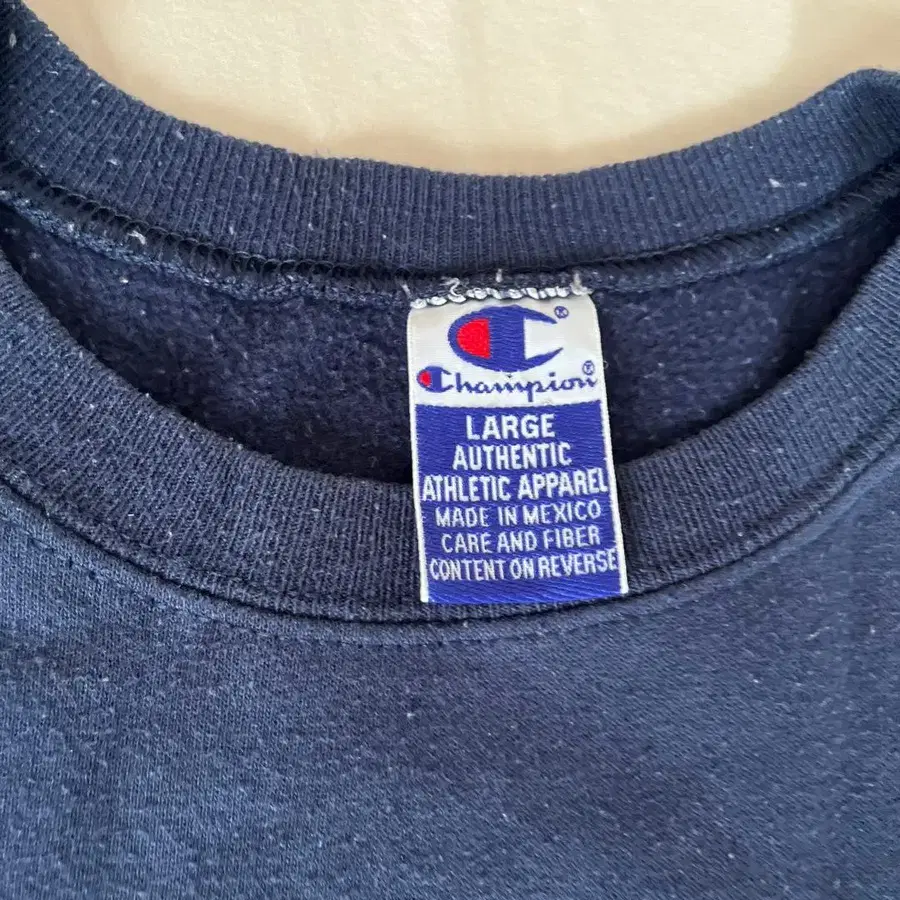 ®
Champion®
LARGE
AUTHENTIC
ATHLETIC APPAREL
MADE IN MEXICO
CARE AND FIBER
CONTENT ON REVERSE